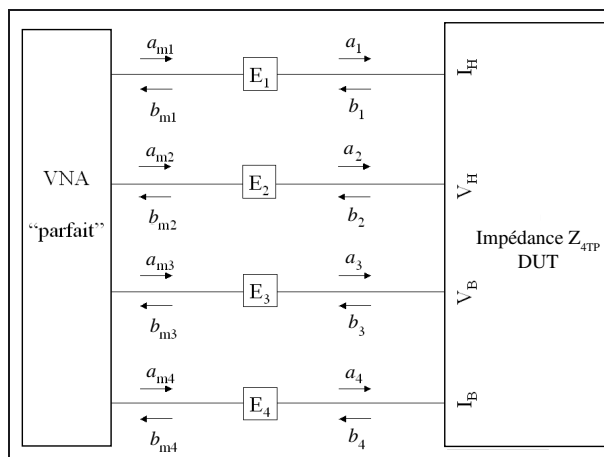 a_m1 a_1
E_1
I_H
b_m1 b_1
a_m2 a_2
VNA
E_2
V_H
b_m2 b_2
“parfait”
Impédance Z_4TP
DUT
a_m3 a_3
E_3
V_B
b_m3 b_3
a_m4 a_4
E_4
I_B
b_m4 b_4